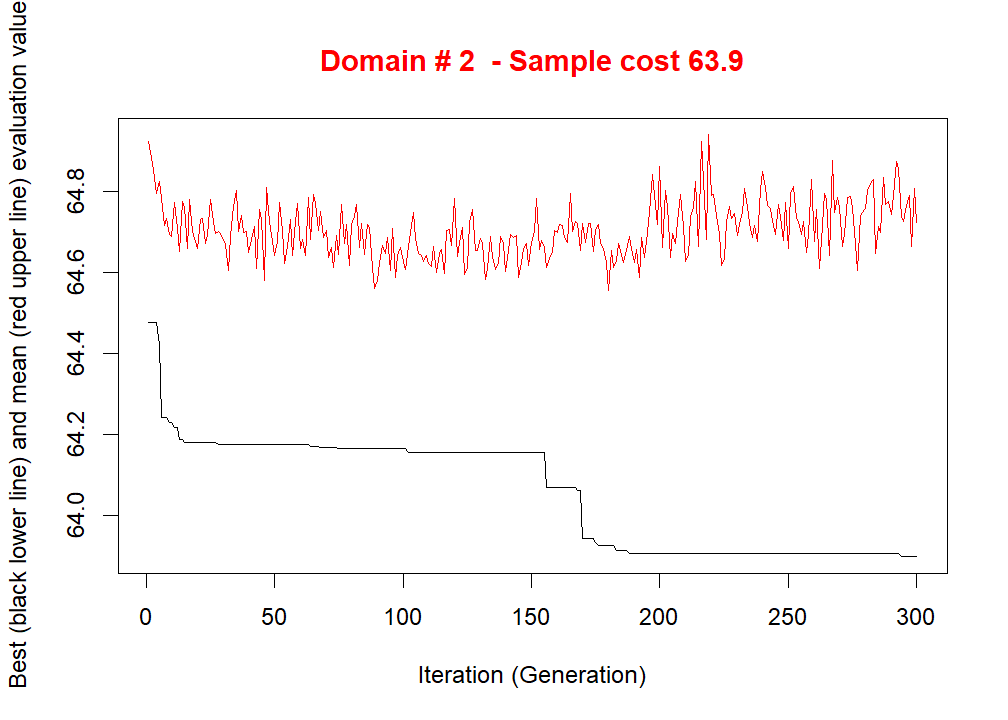 Domain # 2  - Sample cost 63.9
Best (black lower line) and mean (red upper line) evaluation value
64.8
64.6
64.4
64.2
64.0
0 50 100 150 200 250 300
Iteration (Generation)